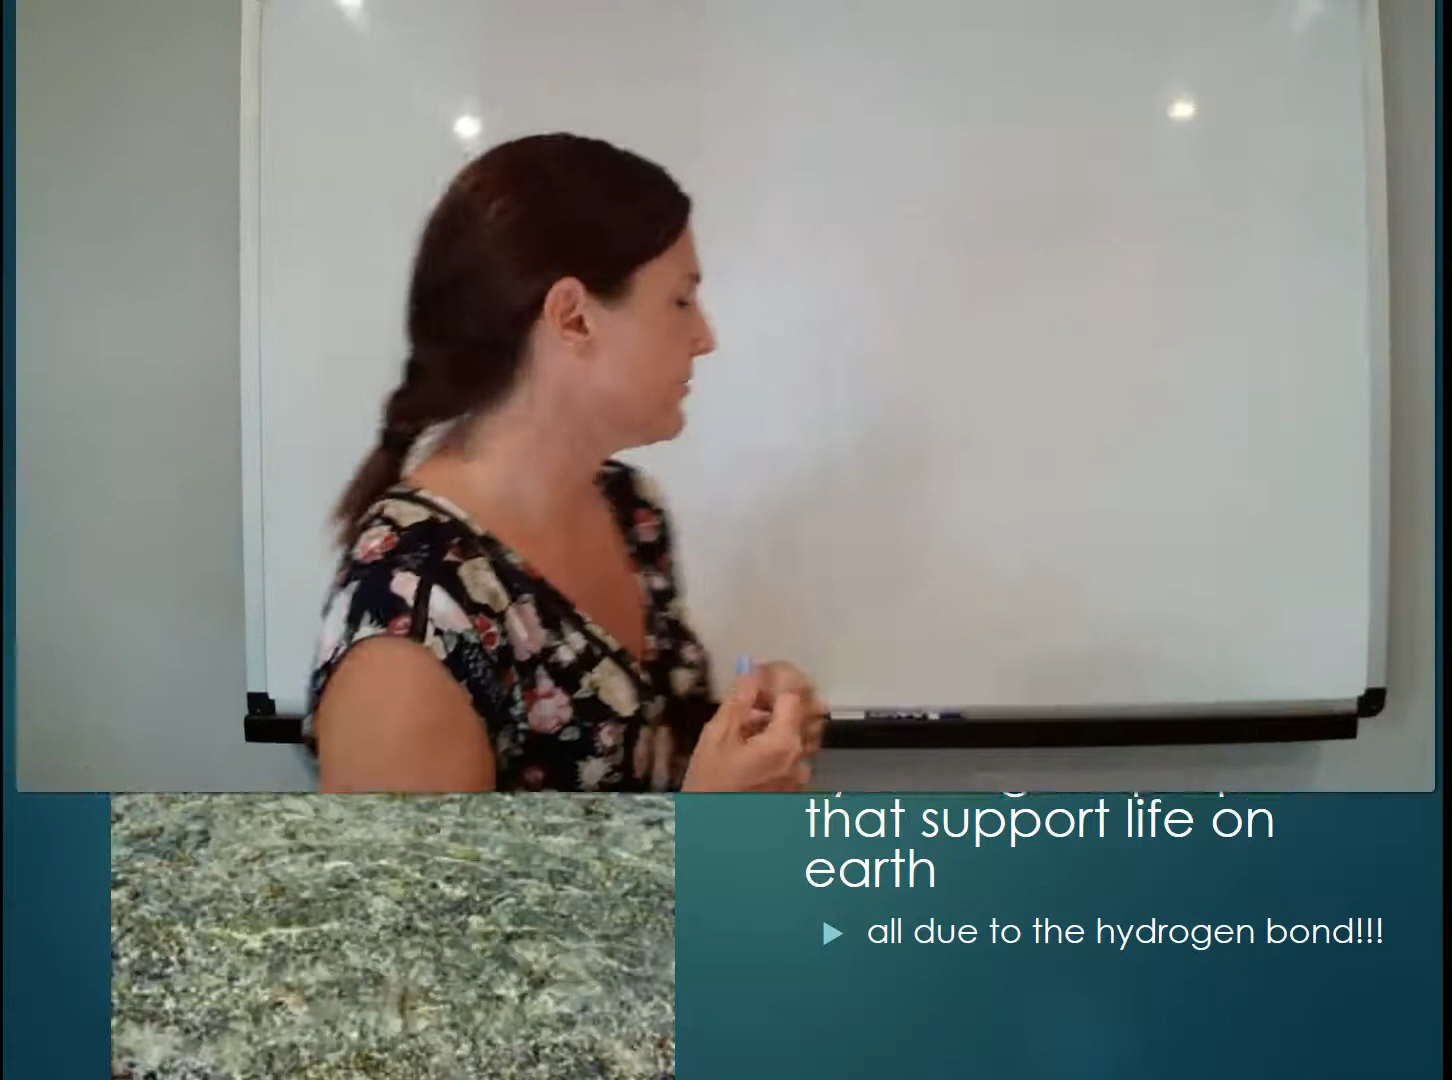 that support life on
earth
all due to the hydrogen bond!!!